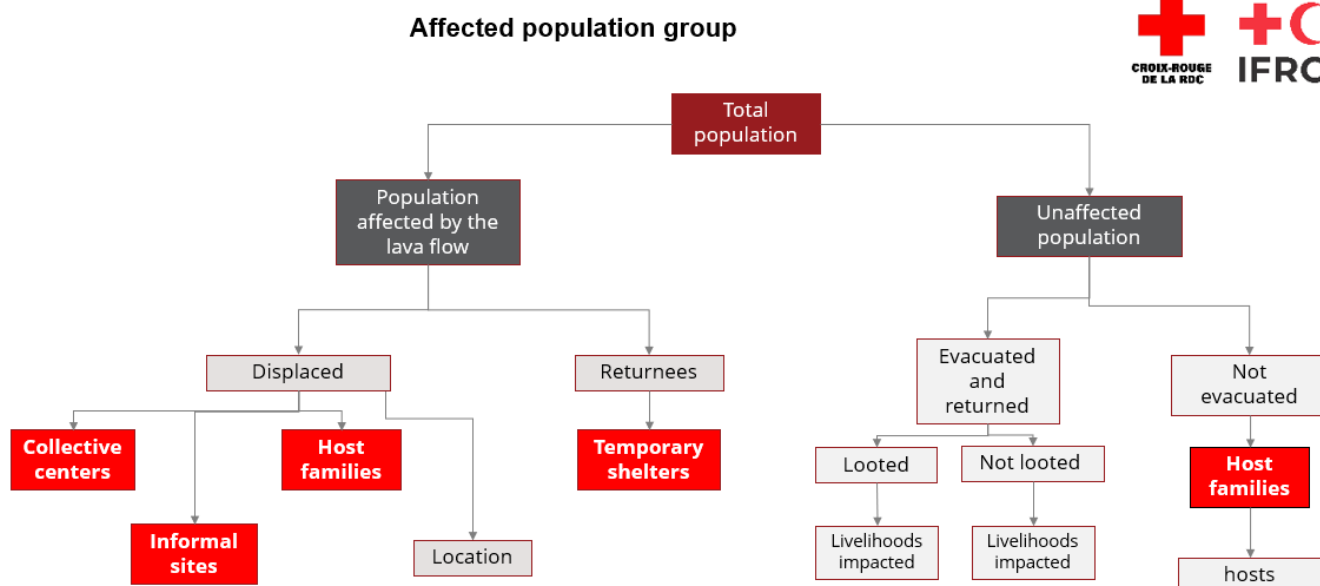 Affected population group
CROIX-ROUGE
DE LA RDC
IFRC
Total
population
Population
affected by the
lava flow
Unaffected
population
Displaced
Returnees
Evacuated
and
returned
Not
evacuated
Collective
centers
Host
families
Temporary
shelters
Looted
Not looted
Host
families
Informal
sites
Location
Livelihoods
impacted
Livelihoods
impacted
hosts